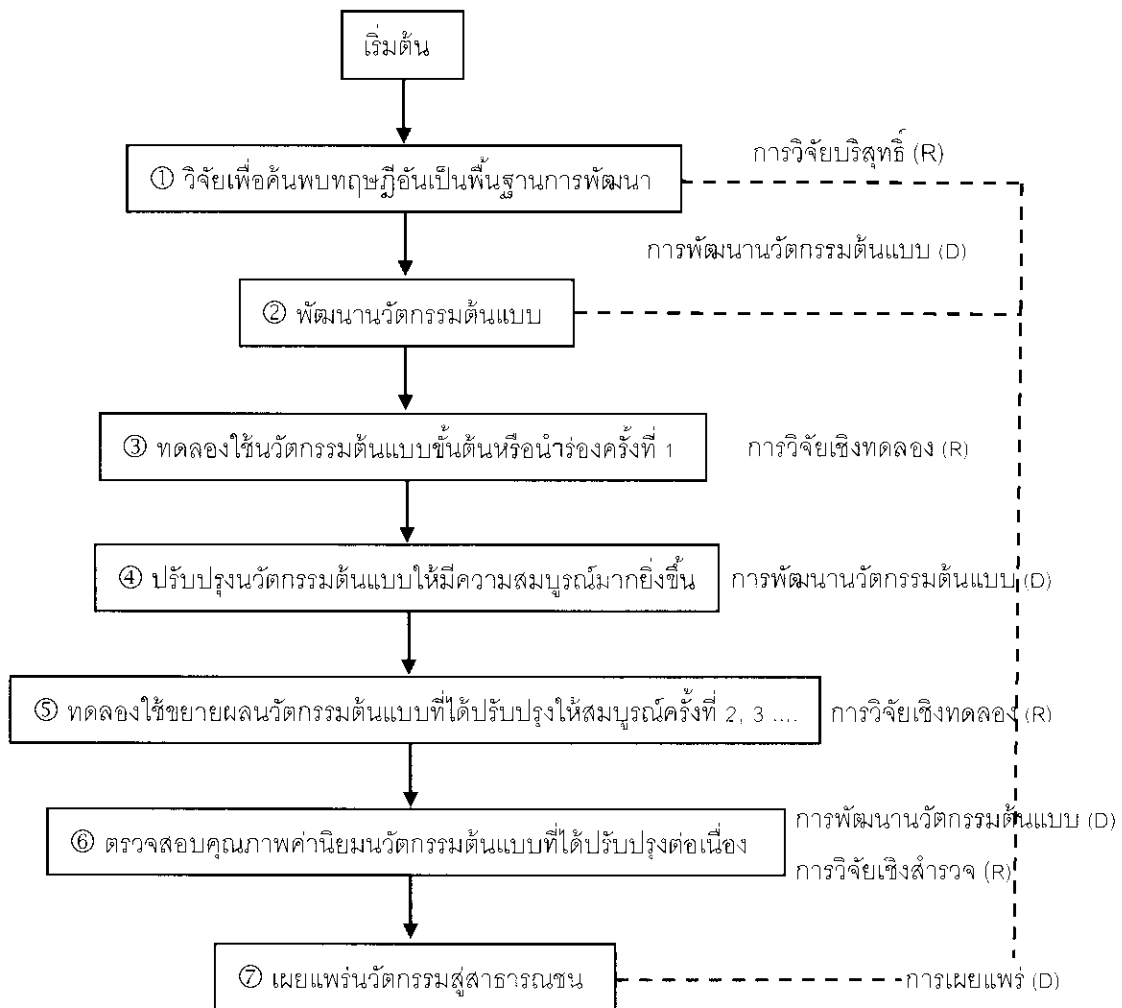 เริ่มต้น
① วิจัยเพื่อค้นพบทฤษฎีอันเป็นพื้นฐานการพัฒนา
การวิจัยบริสุทธิ์ (R)
การพัฒนานวัตกรรมต้นแบบ (D)
② พัฒนานวัตกรรมต้นแบบ
③ ทดลองใช้นวัตกรรมต้นแบบขั้นต้นหรือนำร่องครั้งที่ 1
การวิจัยเชิงทดลอง (R)
④ ปรับปรุงนวัตกรรมต้นแบบให้มีความสมบูรณ์มากยิ่งขึ้น
การพัฒนานวัตกรรมต้นแบบ (D)
⑤ ทดลองใช้ขยายผลนวัตกรรมต้นแบบที่ได้ปรับปรุงให้สมบูรณ์ครั้งที่ 2, 3 ....
การวิจัยเชิงทดลอง (R)
⑥ ตรวจสอบคุณภาพค่านิยมนวัตกรรมต้นแบบที่ได้ปรับปรุงต่อเนื่อง
การพัฒนานวัตกรรมต้นแบบ (D)
การวิจัยเชิงสำรวจ (R)
⑦ เผยแพร่นวัตกรรมสู่สาธารณชน
การเผยแพร่ (D)